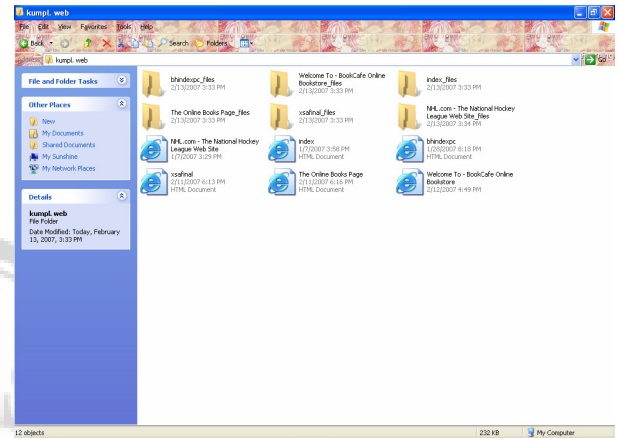 kumpl. web
File Edit View Favorites Tools Help
Back Search Folders
Address kumpl. web Go
File and Folder Tasks
Other Places
New
My Documents
Shared Documents
My Sunshine
My Network Places
Details
kumpl. web
File Folder
Date Modified: Today, February
13, 2007, 3:33 PM
bhindexpc_files
2/13/2007 3:33 PM
Welcome To - BookCafe Online
Bookstore_files
2/13/2007 3:33 PM
index_files
2/13/2007 3:33 PM
The Online Books Page_files
2/13/2007 3:33 PM
xsafinal_files
2/13/2007 3:33 PM
NHL.com - The National Hockey
League Web Site_files
2/13/2007 3:34 PM
NHL.com - The National Hockey
League Web Site
1/7/2007 3:29 PM
index
1/7/2007 3:58 PM
HTML Document
bhindexpc
1/28/2007 8:18 PM
HTML Document
xsafinal
2/11/2007 6:13 PM
HTML Document
The Online Books Page
2/11/2007 6:16 PM
HTML Document
Welcome To - BookCafe Online
Bookstore
2/12/2007 4:49 PM
12 objects
232 KB
My Computer